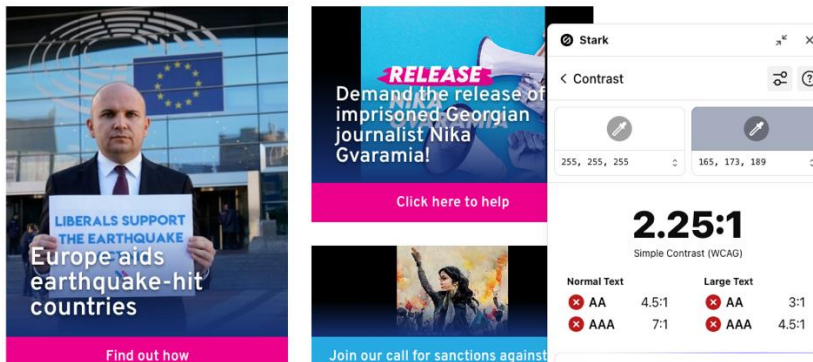 LIBERALS SUPPORT
THE EARTHQUAKE
Europe aids
earthquake-hit
countries
Find out how
RELEASE
NIKA
GVARAMIA
Demand the release of
imprisoned Georgian
journalist Nika
Gvaramia!
Click here to help
Join our call for sanctions against
Stark
Contrast
255, 255, 255
165, 173, 189
2.25:1
Simple Contrast (WCAG)
Normal Text
Large Text
AA 4.5:1
AA 3:1
AAA 7:1
AAA 4.5:1